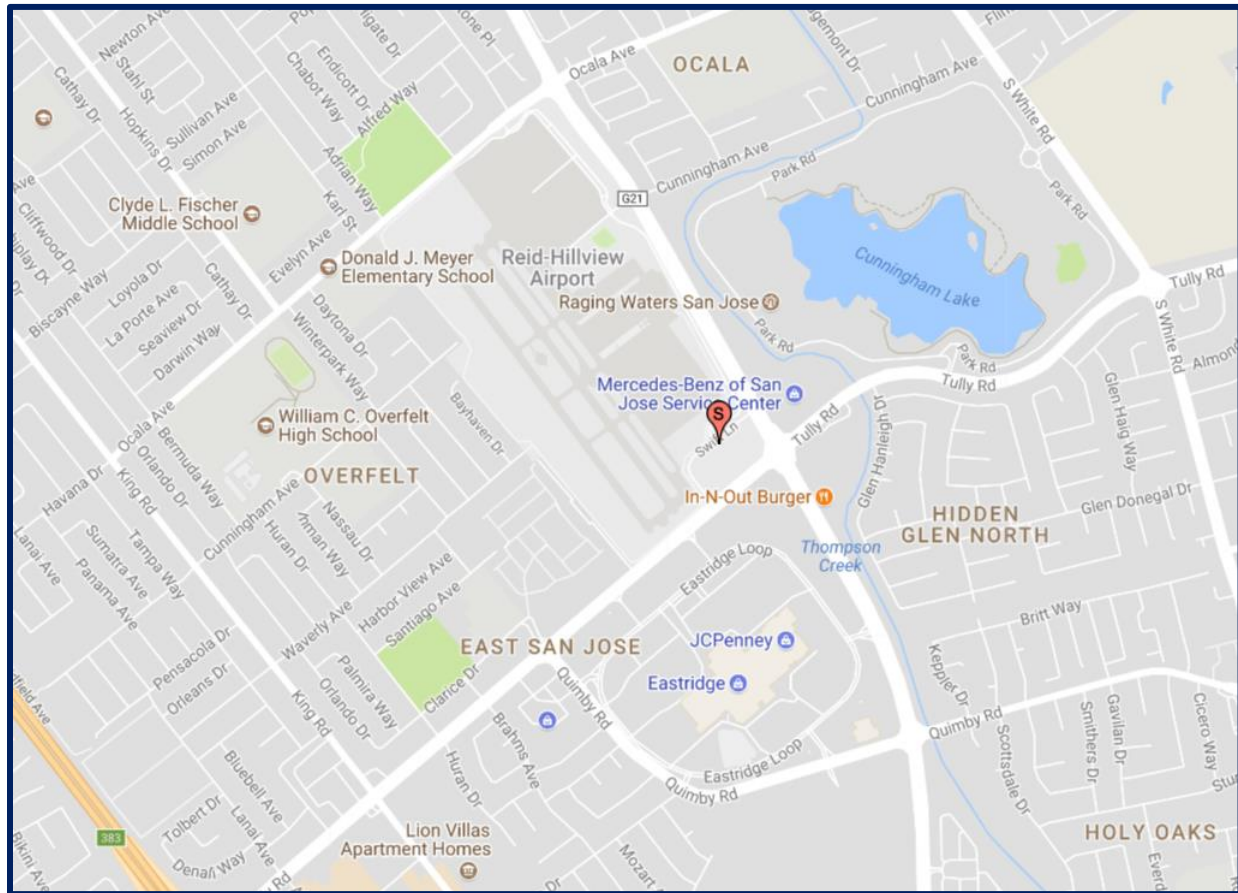 Newton Ave
Stahl St
Cathay Dr
Hopkins Dr
Sullivan Ave
Simon Ave
Endicott Dr
Chabot Way
Alfred Way
Adrian Way
Karl St
Ocala Ave
OCALA
Cunningham Ave
S White Rd
Cunningham Ave
Park Rd
Park Rd
G21
Clyde L. Fischer
Middle School
Cliffwood Dr
Biscayne Way
Loyola Dr
La Porte Ave
Seaview Dr
Darwin Way
Cathay Dr
Evelyn Ave
Donald J. Meyer
Elementary School
Reid-Hillview
Airport
Raging Waters San Jose
Cunningham Lake
Tully Rd
S White Rd
Daytona Dr
Winterpark Way
Park Rd
Park Rd
Tully Rd
Mercedes-Benz of San
Jose Service Center
S
Tully Rd
Glen Hanleigh Dr
Glen Haig Way
Bayhaven Dr
William C. Overfelt
High School
OVERFELT
Ocala Ave
Havana Dr
Bermuda Way
Orlando Dr
King Rd
Cunningham Ave
In-N-Out Burger
Glen Donegal Dr
HIDDEN
GLEN NORTH
Thompson
Creek
Lanai Ave
Sumatra Ave
Panama Ave
Tampa Way
Huran Dr
Nassau Dr
Harbor View Ave
Santiago Ave
Waverly Ave
Eastridge Loop
Britt Way
Pensacola Dr
Orleans Dr
EAST SAN JOSE
JCPenney
Eastridge
Palmira Way
Orlando Dr
King Rd
Clarice Dr
Quimby Rd
Keppler Dr
Quimby Rd
Scottsdale Dr
Smithers Dr
Gavilan Dr
Cicero Way
Brahms Ave
Huran Dr
Bluebell Ave
Lanai Ave
Tolbert Dr
Denali Way
Eastridge Loop
Quimby Rd
383
Bikini Ave
Lion Villas
Apartment Homes
HOLY OAKS